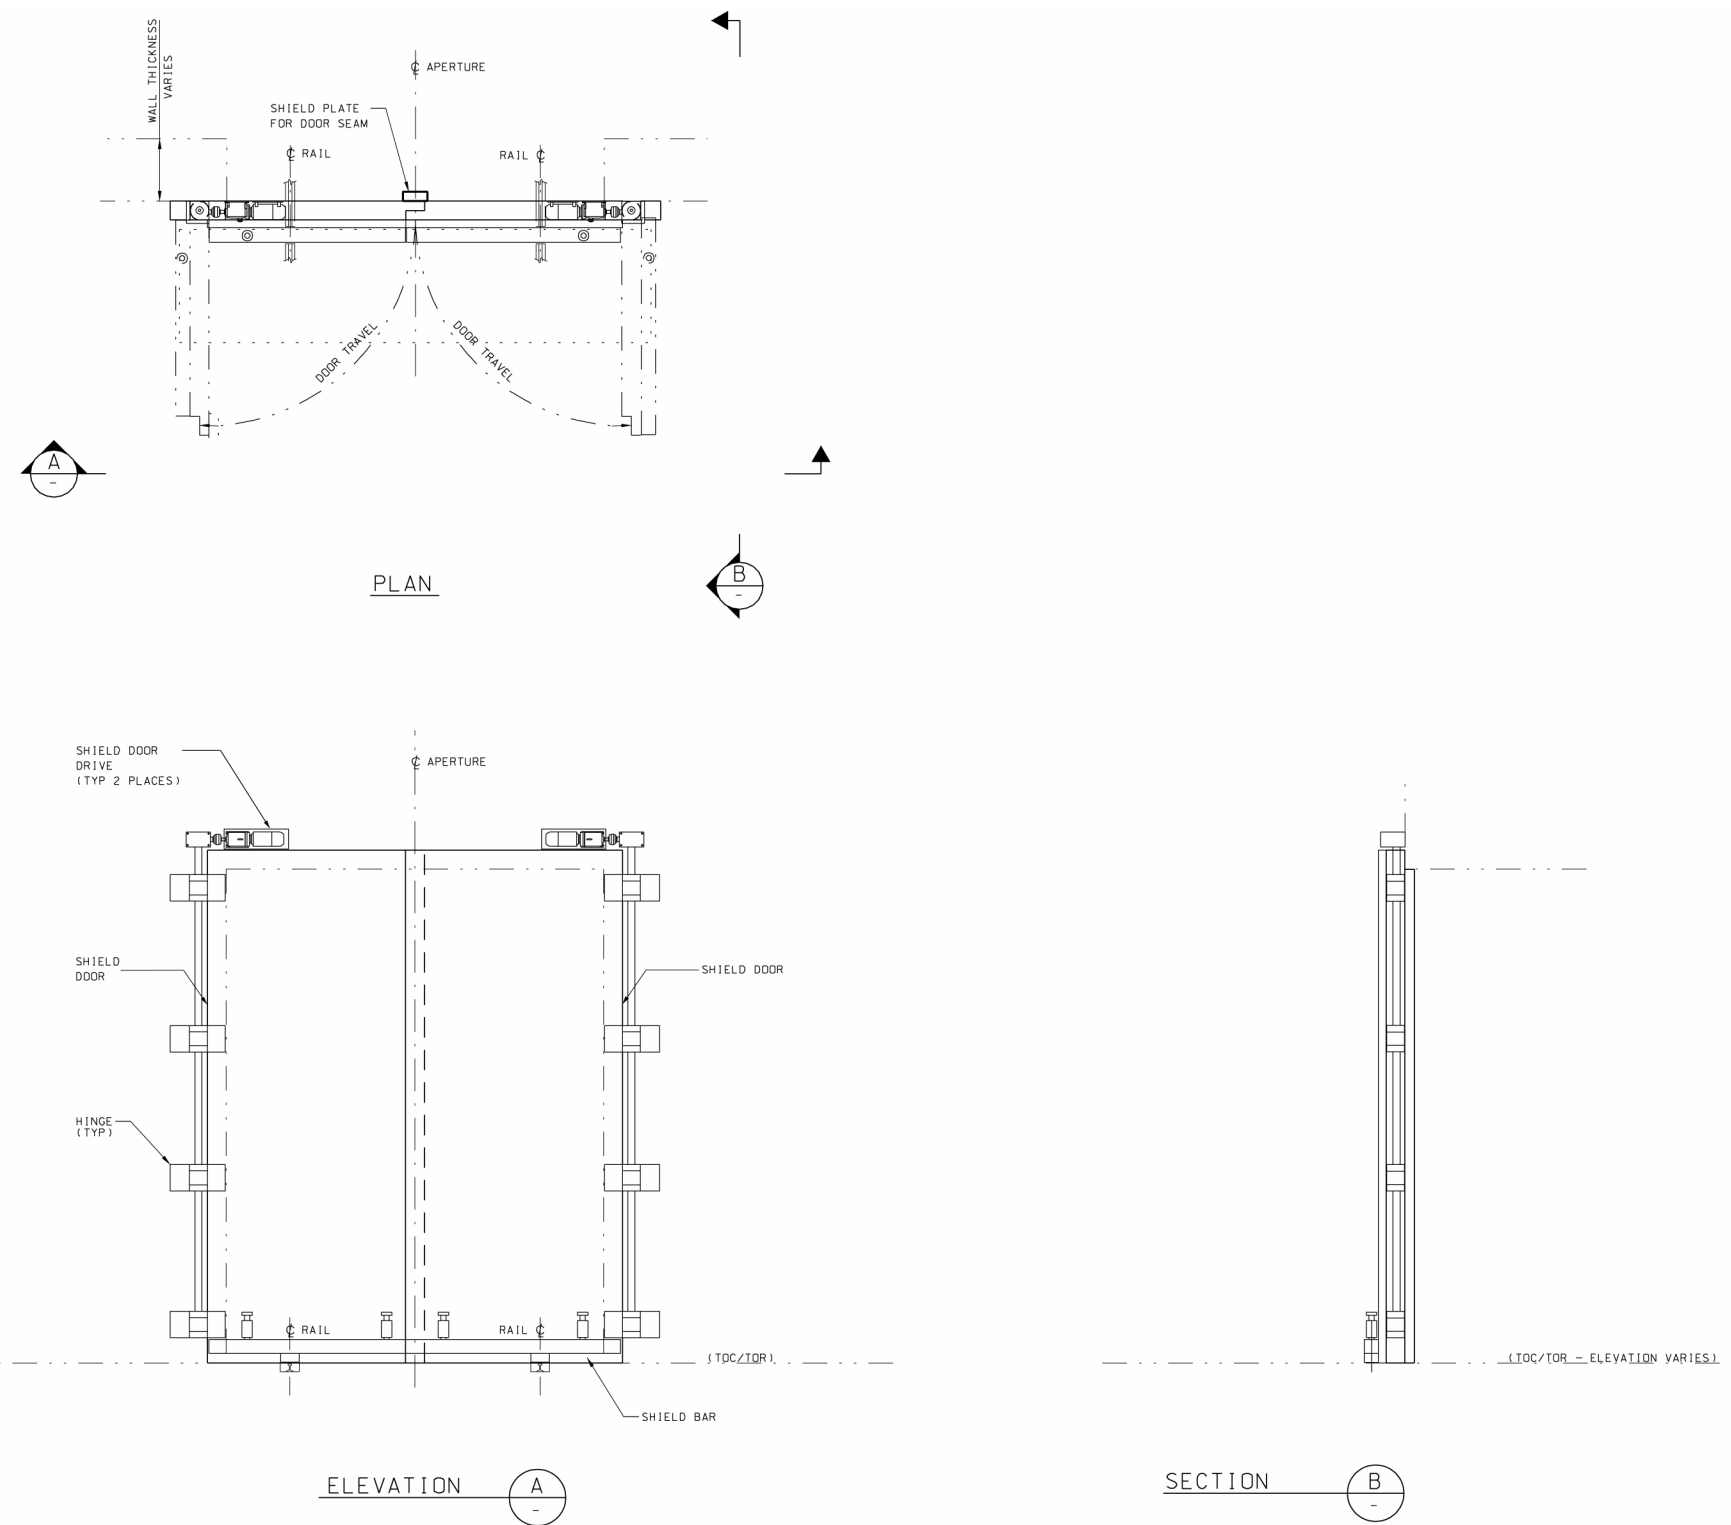 WALL THICKNESS
VARIES
℄ APERTURE
SHIELD PLATE
FOR DOOR SEAM
℄ RAIL
RAIL ℄
DOOR TRAVEL
DOOR TRAVEL
A
-
B
-
PLAN
SHIELD DOOR
DRIVE
(TYP 2 PLACES)
℄ APERTURE
SHIELD
DOOR
SHIELD DOOR
HINGE
(TYP)
℄ RAIL
RAIL ℄
(TOC/TOR)
(TOC/TOR - ELEVATION VARIES)
SHIELD BAR
ELEVATION
A
-
SECTION
B
-